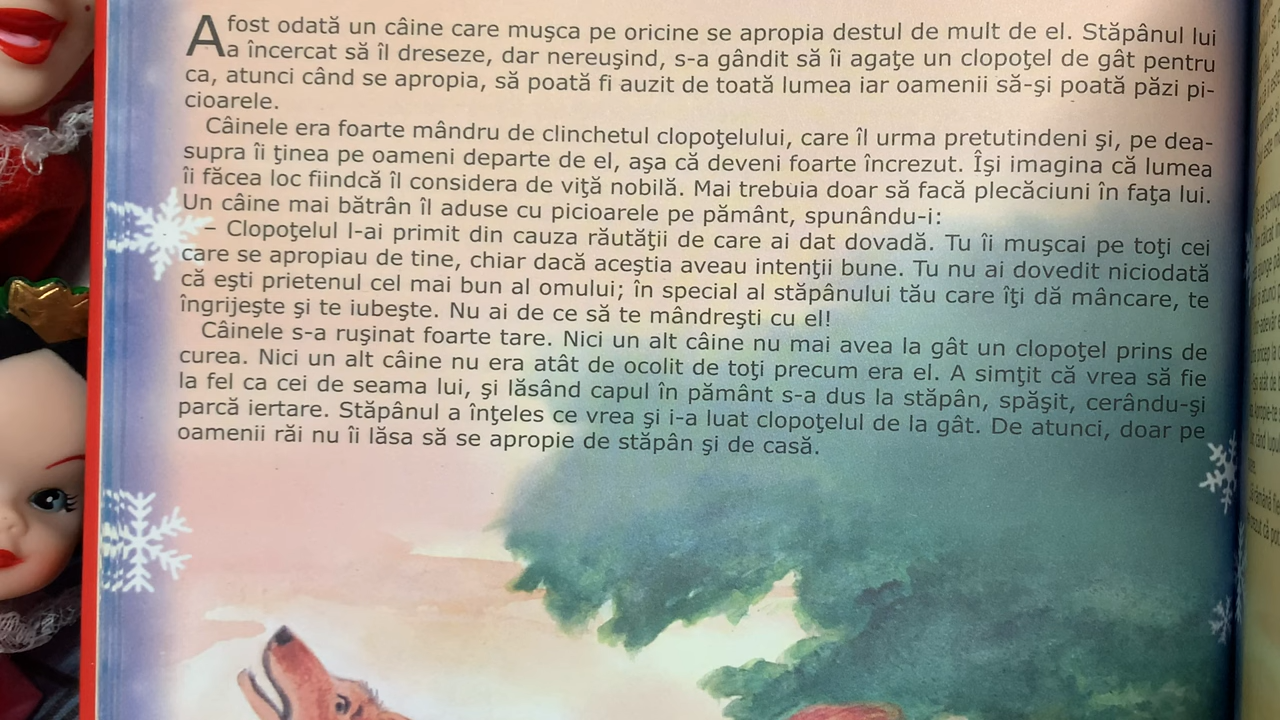 A fost odată un câine care muşca pe oricine se apropia destul de mult de el. Stăpânul lui
a încercat să îl dreseze, dar nereuşind, s-a gândit să îi agaţe un clopoţel de gât pentru
ca, atunci când se apropia, să poată fi auzit de toată lumea iar oamenii să-şi poată păzi pi-
cioarele.
Câinele era foarte mândru de clinchetul clopoţelului, care îl urma pretutindeni şi, pe dea-
supra îi ţinea pe oameni departe de el, aşa că deveni foarte încrezut. Îşi imagina că lumea
îi făcea loc fiindcă îl considera de viţă nobilă. Mai trebuia doar să facă plecăciuni în faţa lui.
Un câine mai bătrân îl aduse cu picioarele pe pământ, spunându-i:
– Clopoţelul l-ai primit din cauza răutăţii de care ai dat dovadă. Tu îi muşcai pe toţi cei
care se apropiau de tine, chiar dacă aceştia aveau intenţii bune. Tu nu ai dovedit niciodată
că eşti prietenul cel mai bun al omului; în special al stăpânului tău care îţi dă mâncare, te
îngrijeşte şi te iubeşte. Nu ai de ce să te mândreşti cu el!
Câinele s-a ruşinat foarte tare. Nici un alt câine nu mai avea la gât un clopoţel prins de
curea. Nici un alt câine nu era atât de ocolit de toţi precum era el. A simţit că vrea să fie
la fel ca cei de seama lui, şi lăsând capul în pământ s-a dus la stăpân, spăşit, cerându-şi
parcă iertare. Stăpânul a înţeles ce vrea şi i-a luat clopoţelul de la gât. De atunci, doar pe
oamenii răi nu îi lăsa să se apropie de stăpân şi de casă.